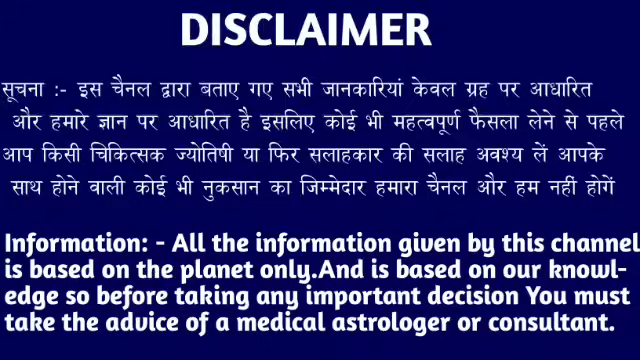 DISCLAIMER
सूचना :- इस चैनल द्वारा बताए गए सभी जानकारियां केवल ग्रह पर आधारित
और हमारे ज्ञान पर आधारित है इसलिए कोई भी महत्वपूर्ण फैसला लेने से पहले
आप किसी चिकित्सक ज्योतिषी या फिर सलाहकार की सलाह अवश्य लें आपके
साथ होने वाली कोई भी नुकसान का जिम्मेदार हमारा चैनल और हम नहीं होगें
Information: - All the information given by this channel
is based on the planet only.And is based on our knowl-
edge so before taking any important decision You must
take the advice of a medical astrologer or consultant.